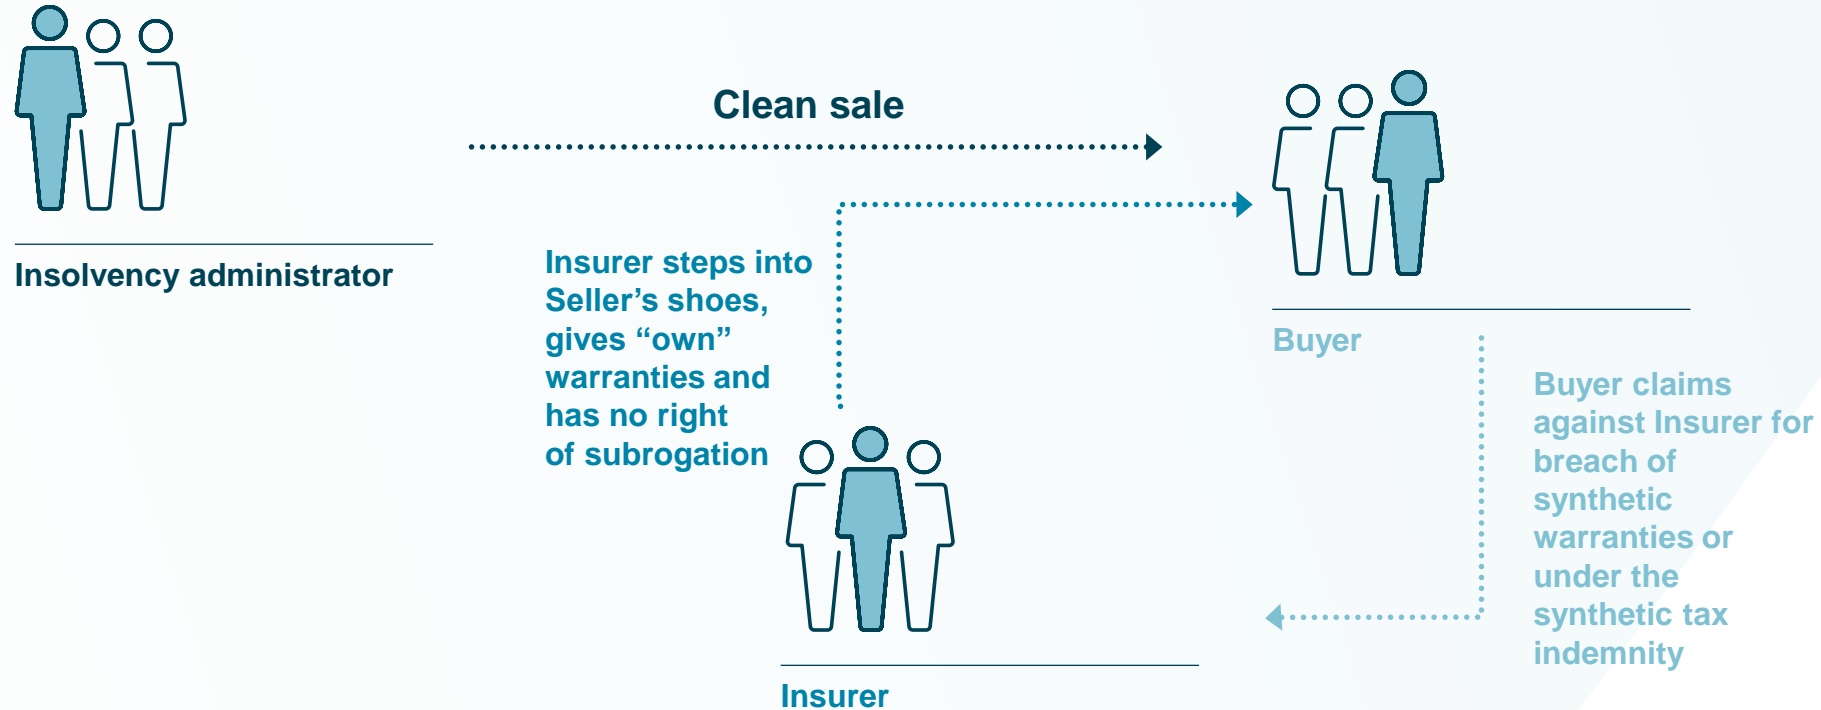 Clean sale
Insolvency administrator
Insurer steps into
Seller’s shoes,
gives “own”
warranties and
has no right
of subrogation
Buyer
Buyer claims
against Insurer for
breach of
synthetic
warranties or
under the
synthetic tax
indemnity
Insurer